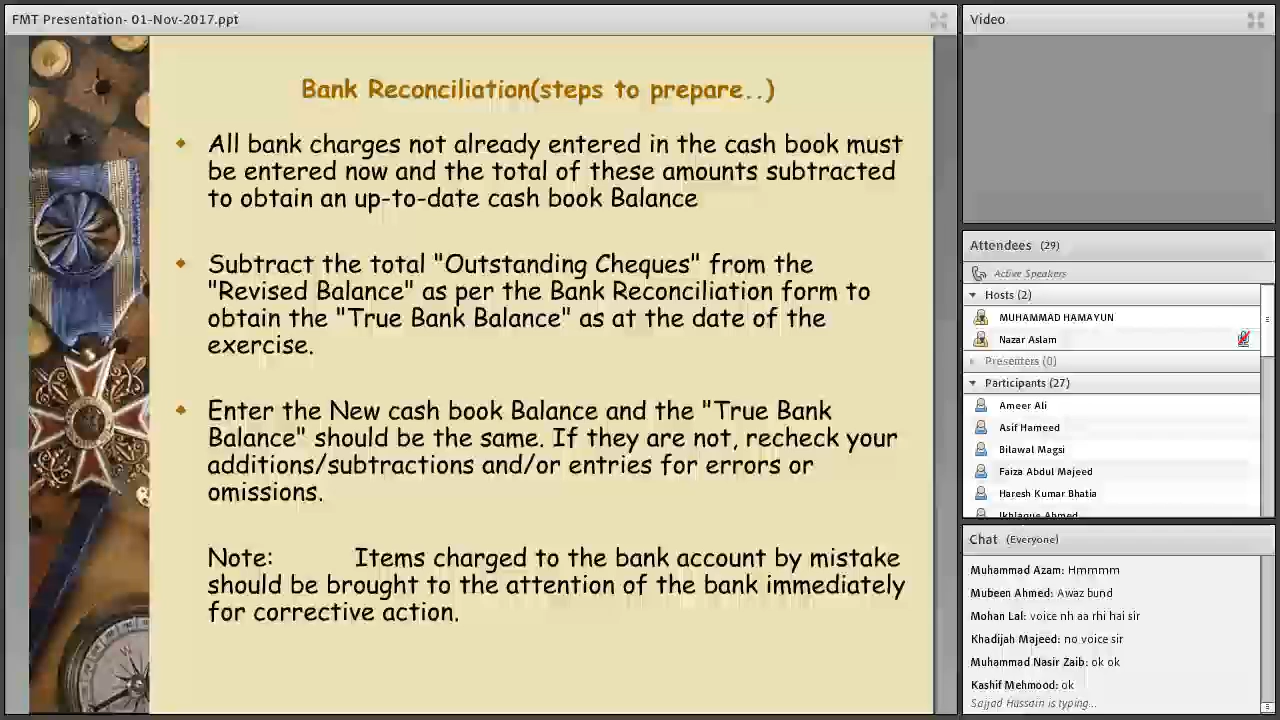 FMT Presentation- 01-Nov-2017.ppt
Bank Reconciliation(steps to prepare..)
All bank charges not already entered in the cash book must
be entered now and the total of these amounts subtracted
to obtain an up-to-date cash book Balance
Subtract the total "Outstanding Cheques" from the
"Revised Balance" as per the Bank Reconciliation form to
obtain the "True Bank Balance" as at the date of the
exercise.
Enter the New cash book Balance and the "True Bank
Balance" should be the same. If they are not, recheck your
additions/subtractions and/or entries for errors or
omissions.
Note: Items charged to the bank account by mistake
should be brought to the attention of the bank immediately
for corrective action.
Video
Attendees (29)
Active Speakers
Hosts (2)
MUHAMMAD HAMAYUN
Nazar Aslam
Presenters (0)
Participants (27)
Ameer Ali
Asif Hameed
Bilawal Magsi
Faiza Abdul Majeed
Haresh Kumar Bhatia
Ikhlaque Ahmed
Chat (Everyone)
Muhammad Azam: Hmmmm
Mubeen Ahmed: Awaz bund
Mohan Lal: voice nh aa rhi hai sir
Khadijah Majeed: no voice sir
Muhammad Nasir Zaib: ok ok
Kashif Mehmood: ok
Sajjad Hussain is typing...